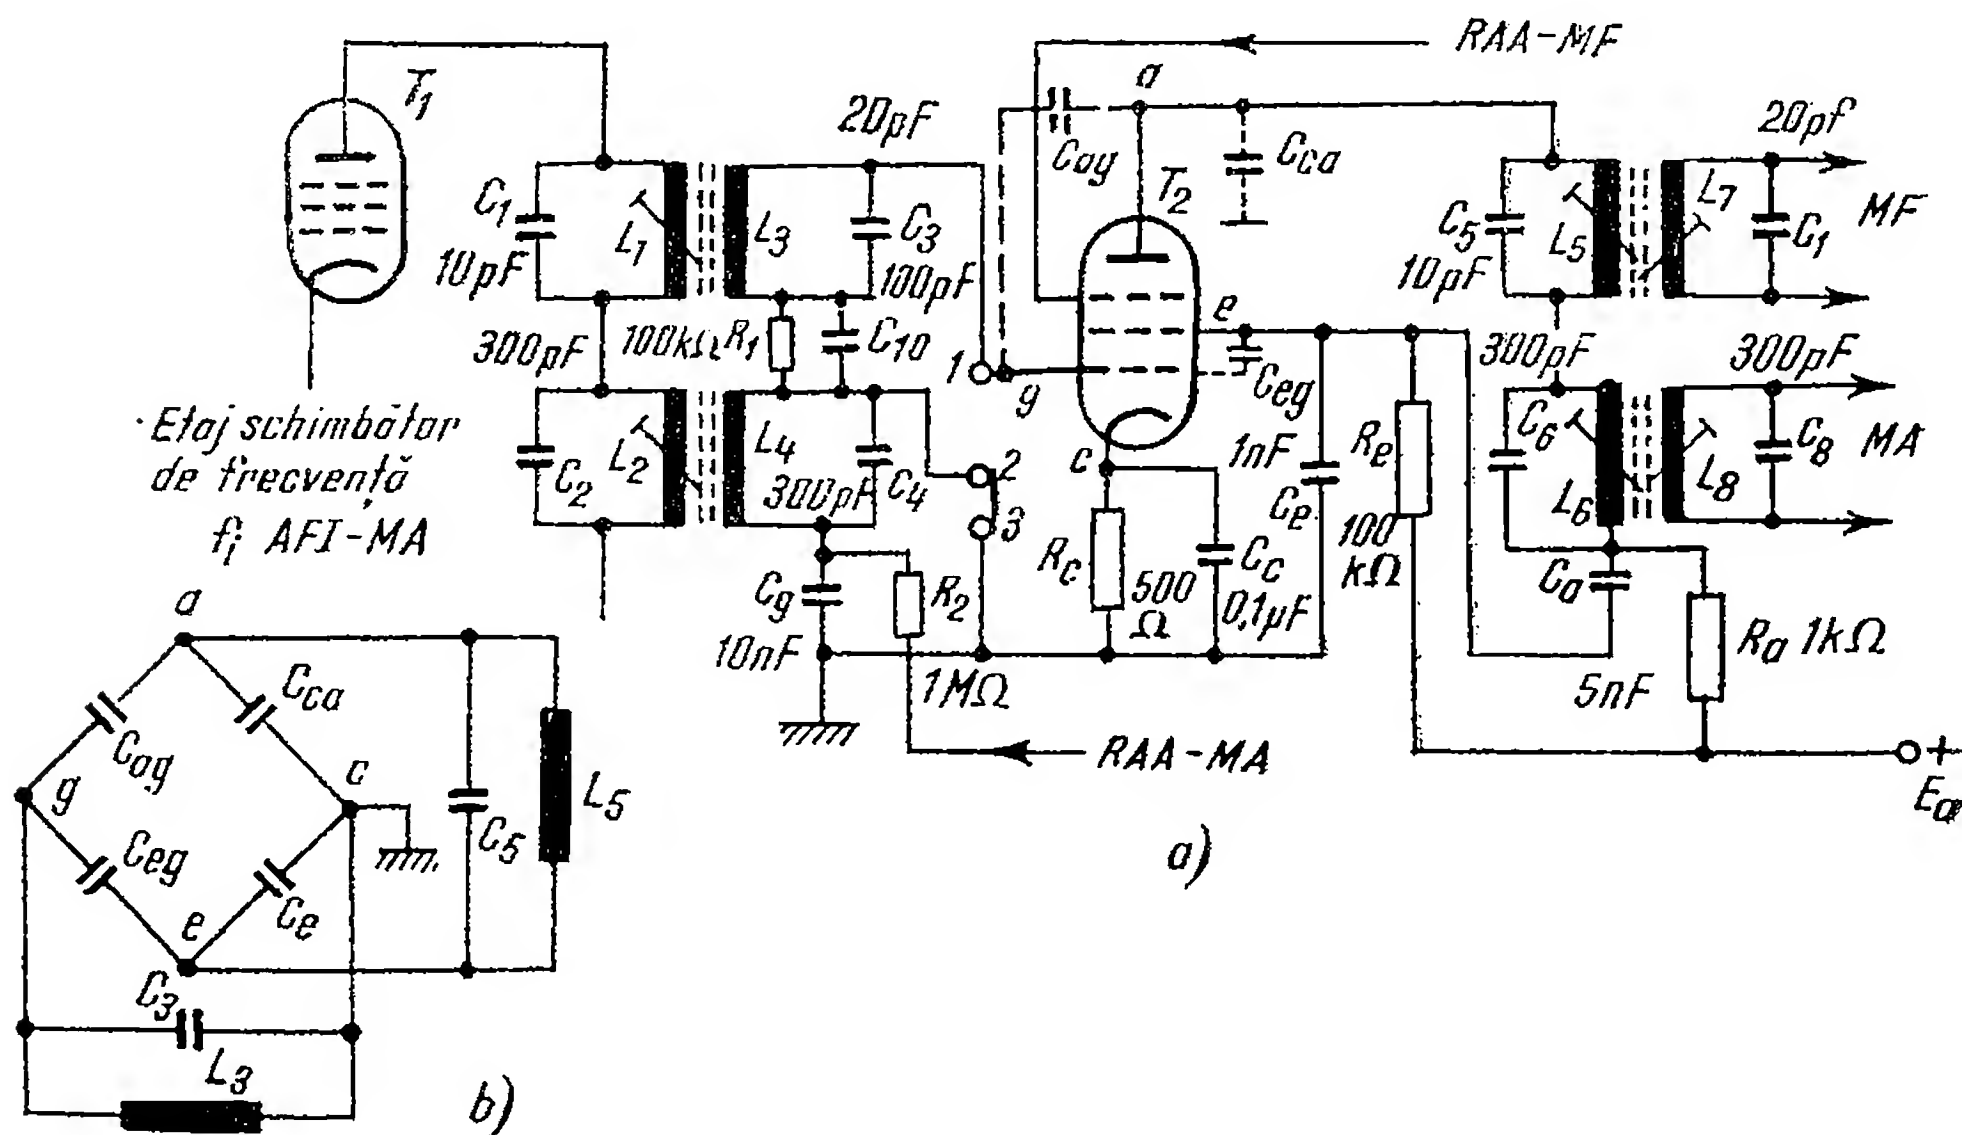 RAA-MF
T1
a
20pF
20pf
Cag
Cca
T2
C1
L1
L3
C3
C5
L5
L7
C1
MF
10pF
100pF
10pF
e
300pF
100kΩ
R1
C10
1
g
Ceg
300pF
300pF
Etaj schimbător
de frecvență
fi AFI-MA
C2
L2
L4
300pF
C4
2
3
c
1nF
Ce
Re
100
kΩ
C6
L6
L8
C8
MA
Cg
10nF
R2
1MΩ
Rc
500
Ω
Cc
0,1μF
Ca
5nF
Ra 1kΩ
RAA-MA
+
Ea
a)
a
Cag
Cca
g
c
Ceg
Ce
e
C5
L5
C3
L3
b)